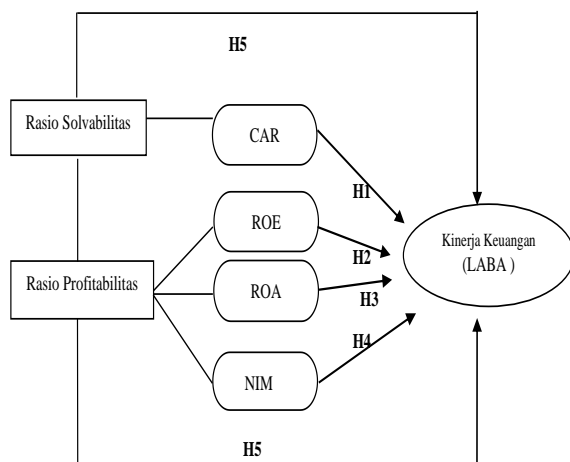 H5
Rasio Solvabilitas
CAR
H1
ROE
Kinerja Keuangan
(LABA )
H2
Rasio Profitabilitas
ROA
H3
H4
NIM
H5